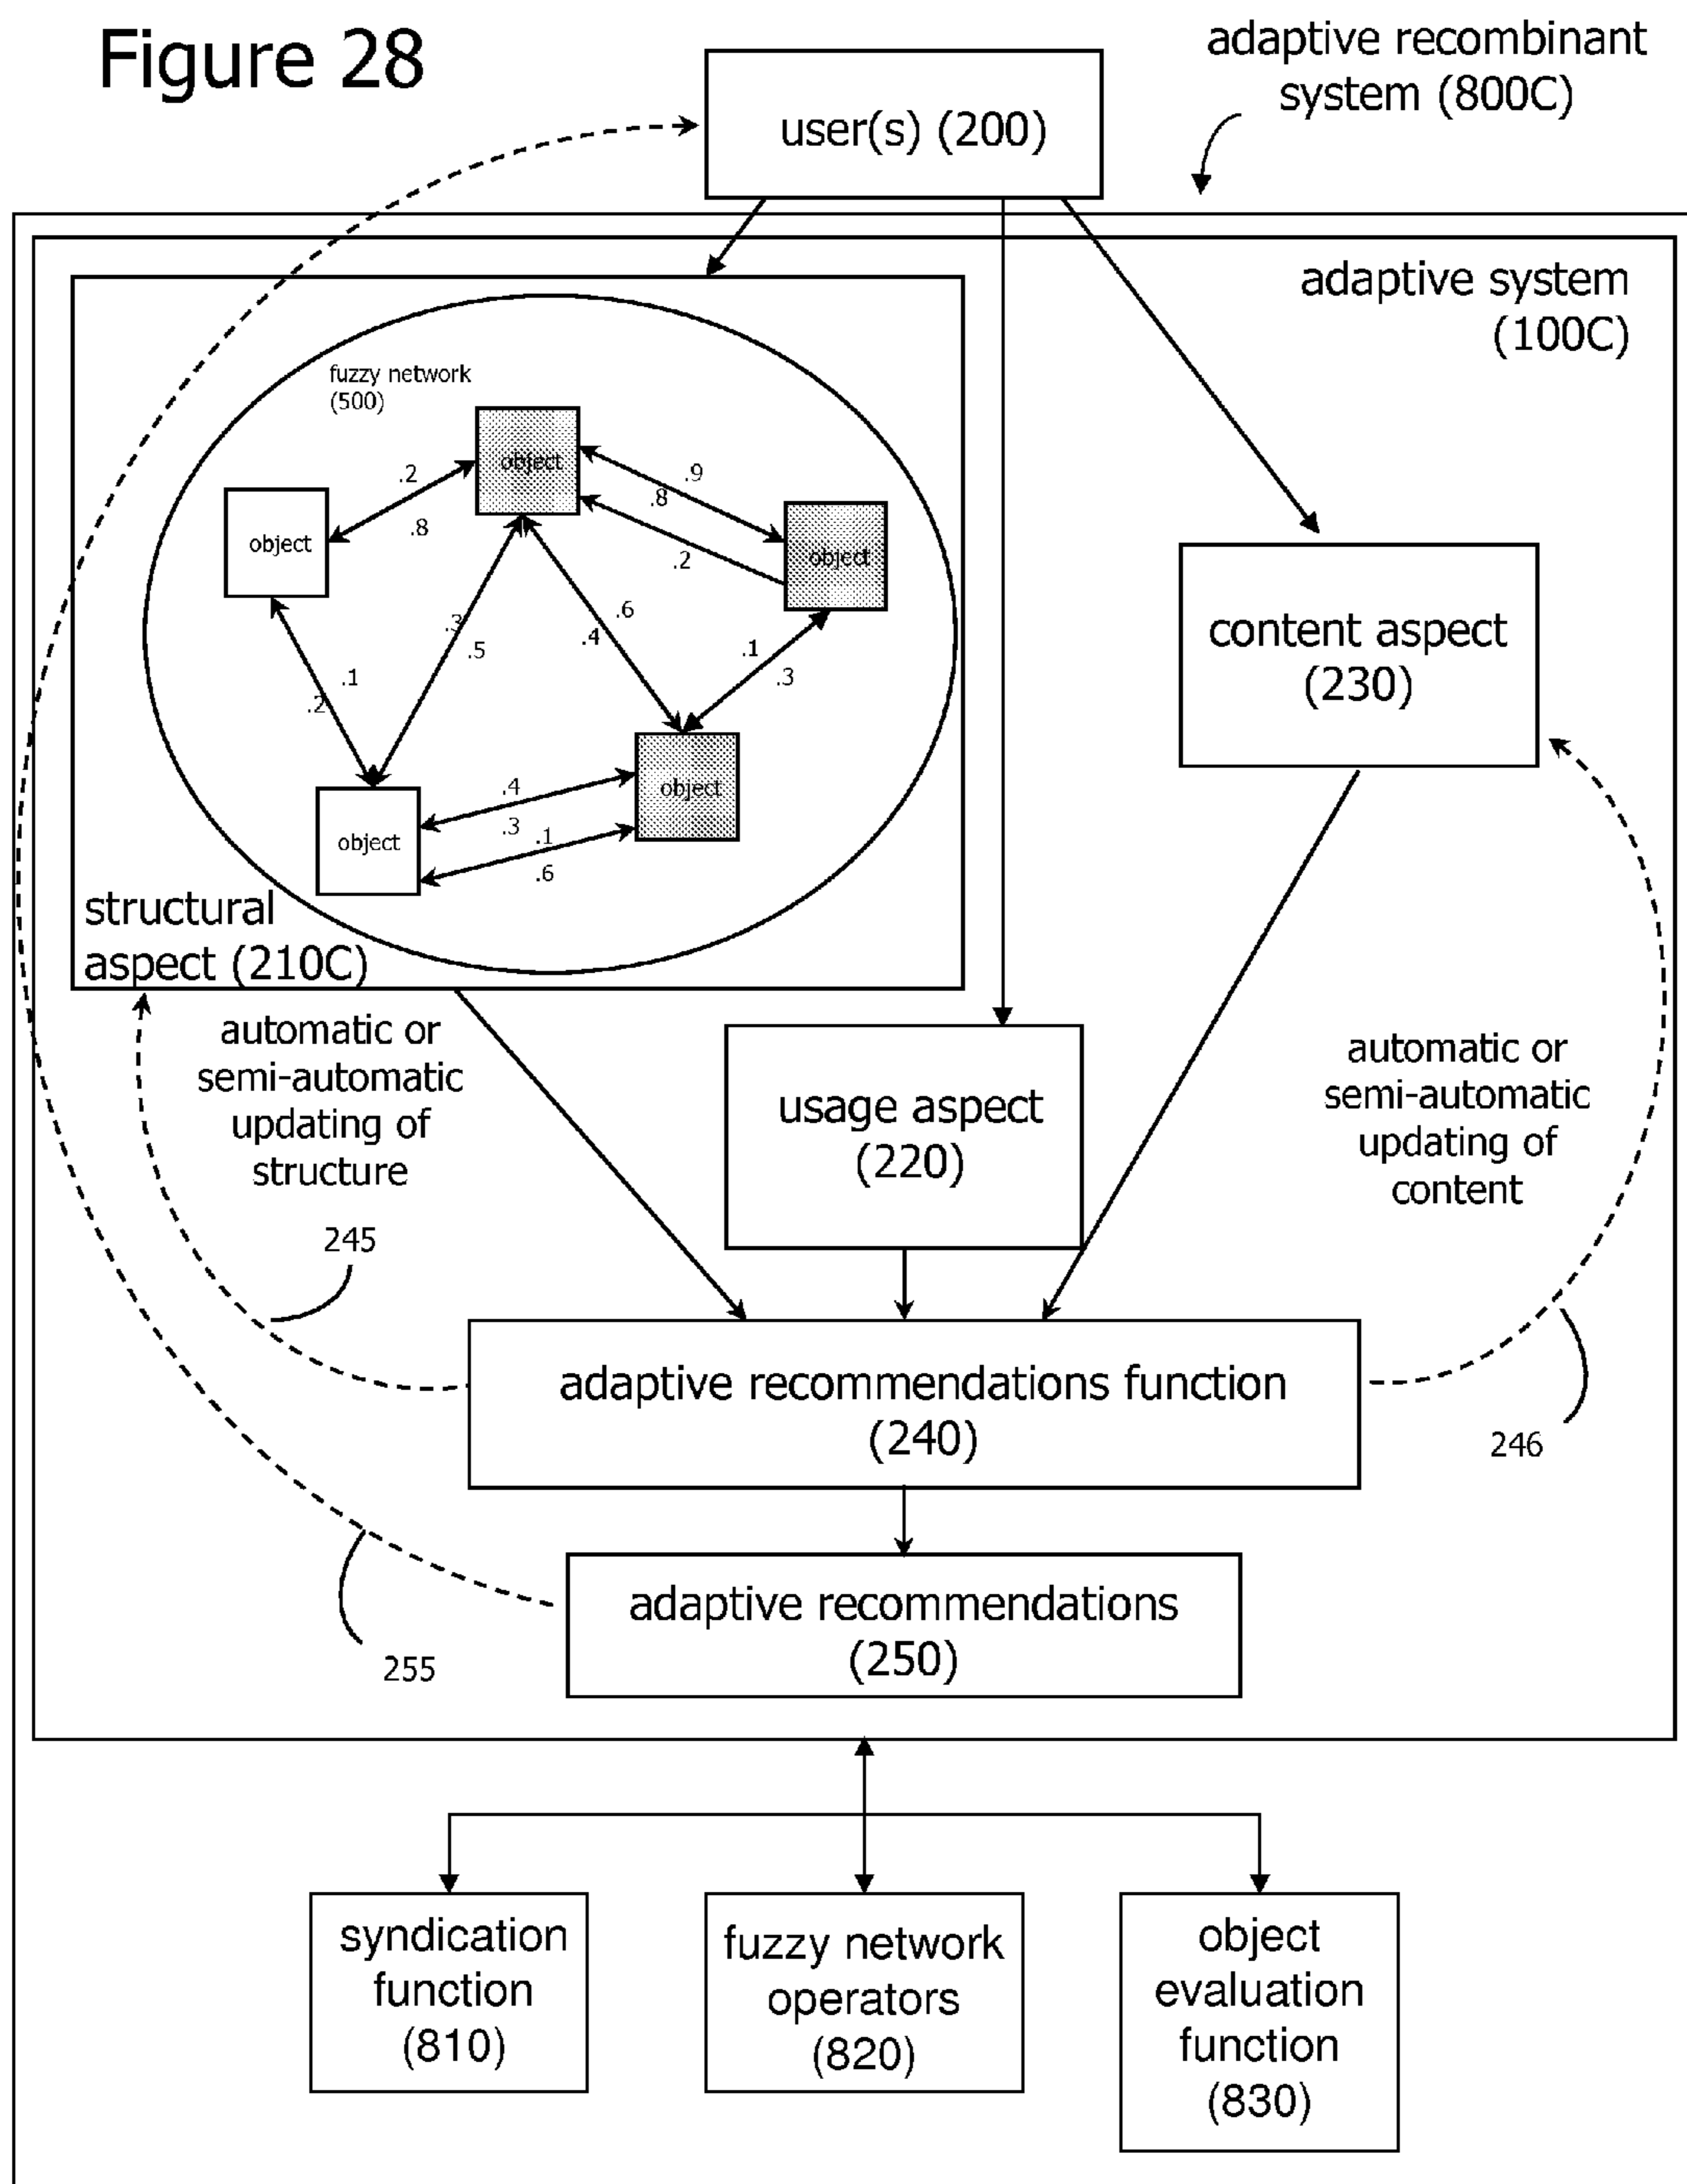 Figure 28
adaptive recombinant
system (800C)
user(s) (200)
adaptive system
(100C)
fuzzy network
(500)
object
.2
.8
object
.9
.8
.2
object
.3
.5
.6
.4
.1
.3
.1
.2
object
.4
.3
.1
.6
object
content aspect
(230)
structural
aspect (210C)
automatic or
semi-automatic
updating of
structure
245
usage aspect
(220)
automatic or
semi-automatic
updating of
content
246
adaptive recommendations function
(240)
adaptive recommendations
(250)
255
syndication
function
(810)
fuzzy network
operators
(820)
object
evaluation
function
(830)